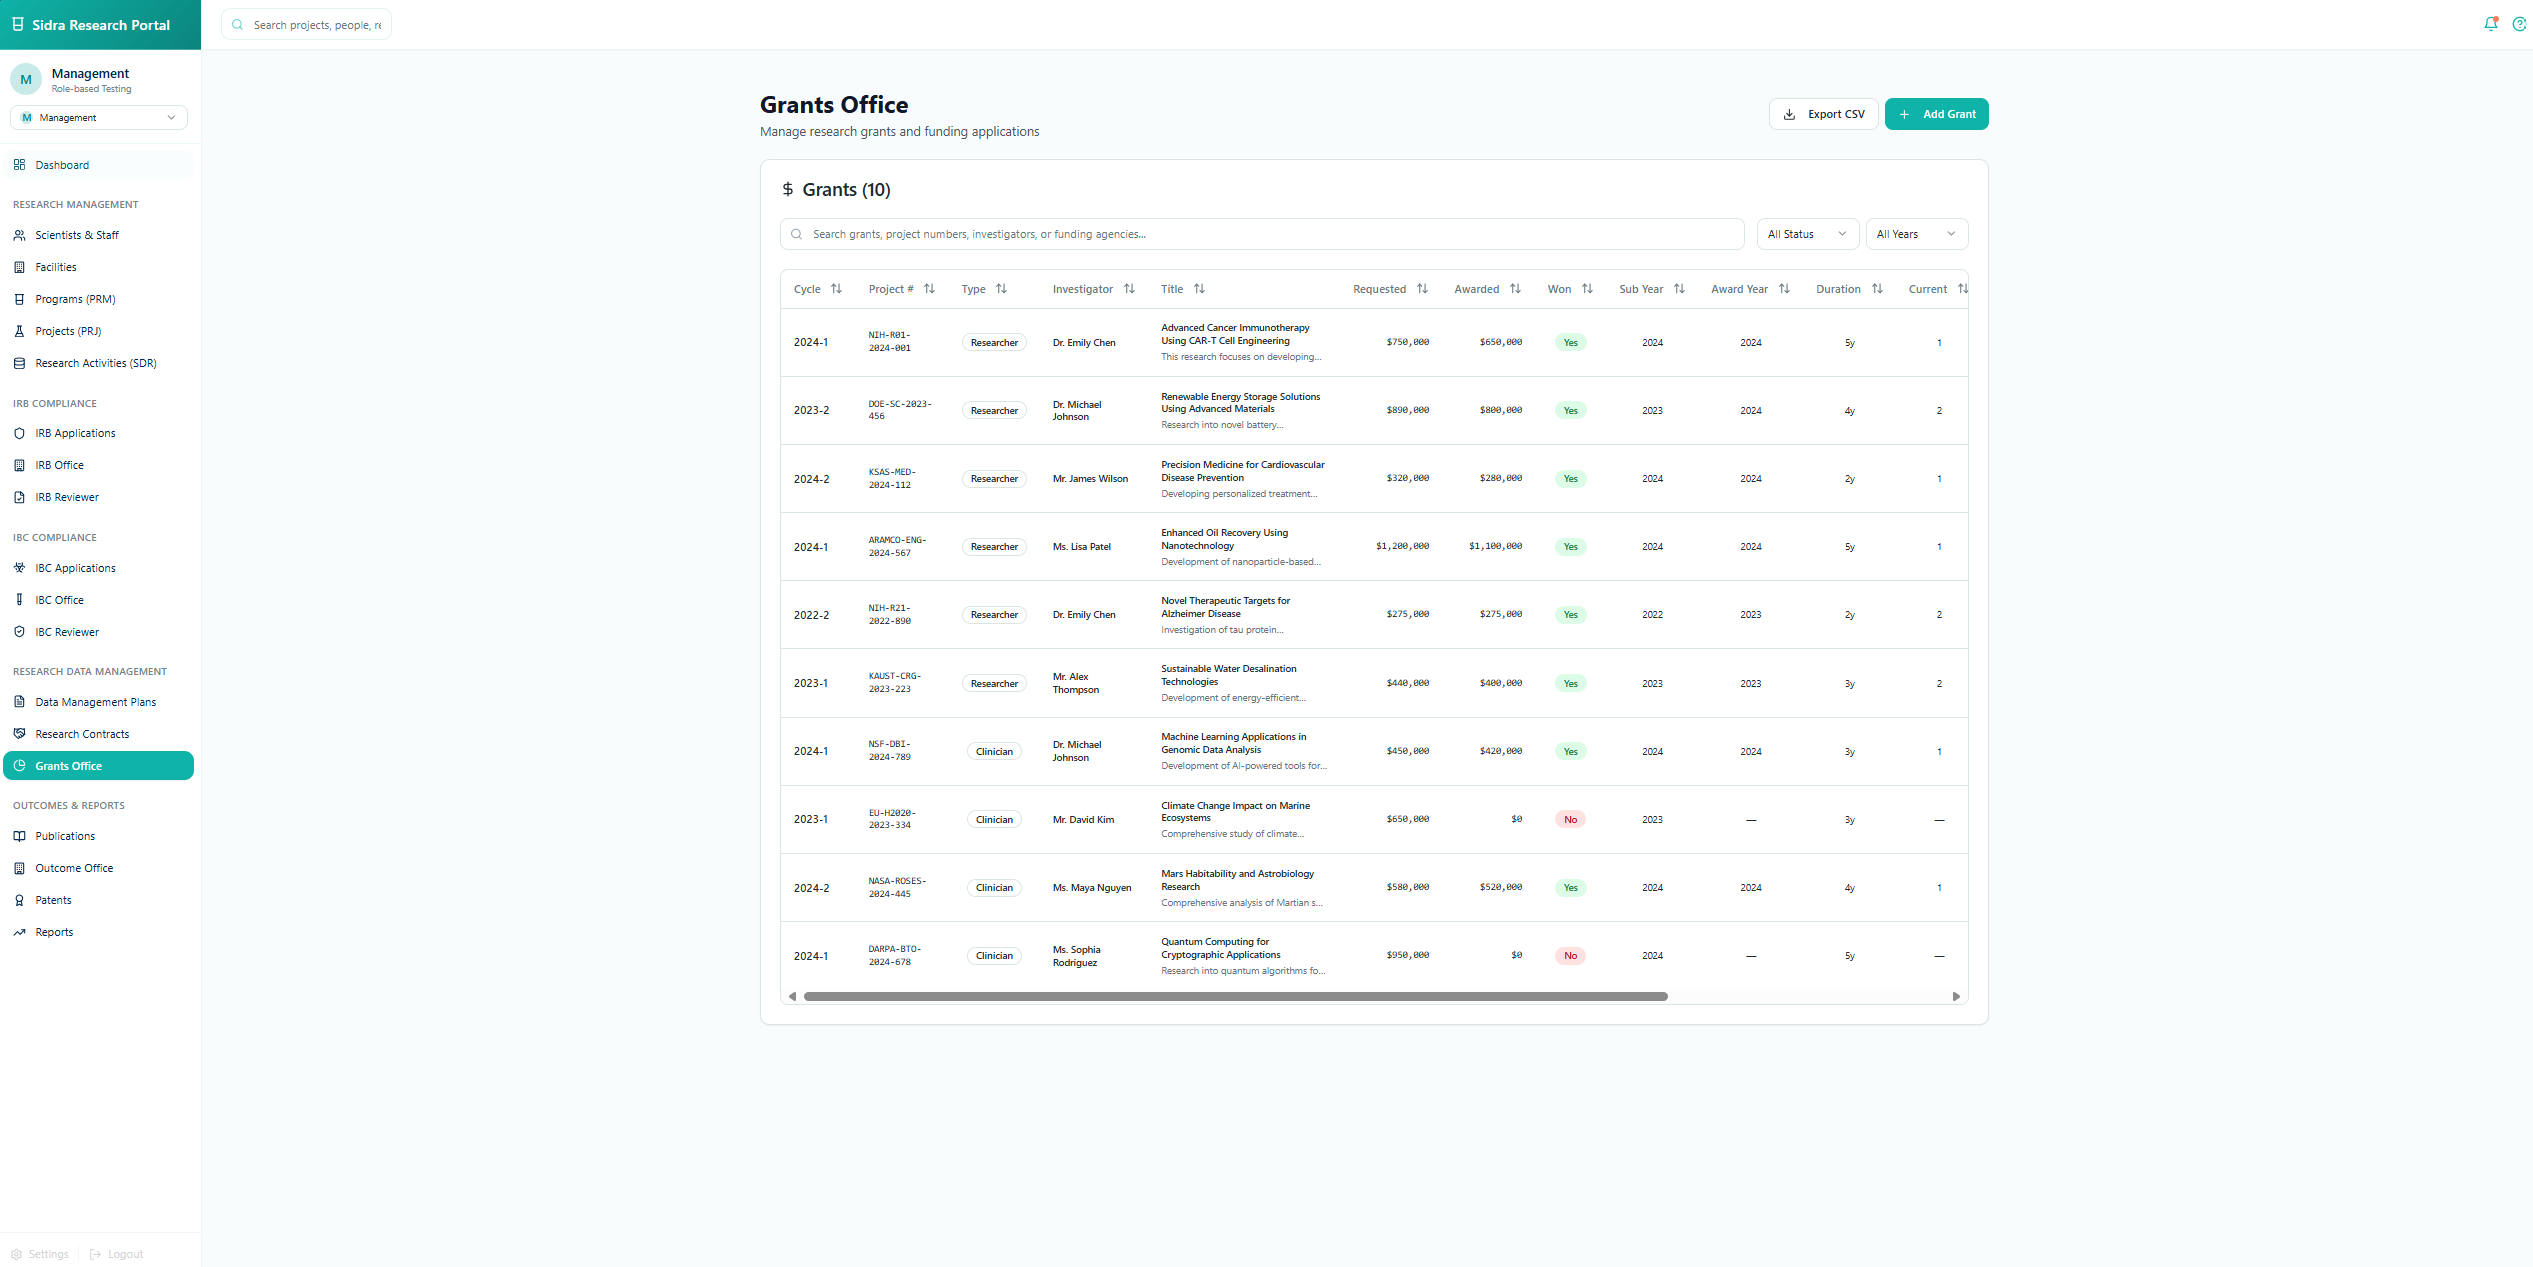 Sidra Research Portal
Search projects, people, re
M
Management
Role-based Testing
M Management
Dashboard
RESEARCH MANAGEMENT
Scientists & Staff
Facilities
Programs (PRM)
Projects (PRJ)
Research Activities (SDR)
IRB COMPLIANCE
IRB Applications
IRB Office
IRB Reviewer
IBC COMPLIANCE
IBC Applications
IBC Office
IBC Reviewer
RESEARCH DATA MANAGEMENT
Data Management Plans
Research Contracts
Grants Office
OUTCOMES & REPORTS
Publications
Outcome Office
Patents
Reports
Settings
Logout
Grants Office
Manage research grants and funding applications
Export CSV
+ Add Grant
$ Grants (10)
Search grants, project numbers, investigators, or funding agencies...
All Status
All Years
Cycle Project # Type Investigator Title Requested Awarded Won Sub Year Award Year Duration Current
2024-1
NIH-R01-
2024-001
Researcher
Dr. Emily Chen
Advanced Cancer Immunotherapy
Using CAR-T Cell Engineering
This research focuses on developing...
$750,000 $650,000 Yes 2024 2024 5y 1
2023-2
DOE-SC-2023-
456
Researcher
Dr. Michael
Johnson
Renewable Energy Storage Solutions
Using Advanced Materials
Research into novel battery...
$890,000 $800,000 Yes 2023 2024 4y 2
2024-2
KSAS-MED-
2024-112
Researcher
Mr. James Wilson
Precision Medicine for Cardiovascular
Disease Prevention
Developing personalized treatment...
$320,000 $280,000 Yes 2024 2024 2y 1
2024-1
ARAMCO-ENG-
2024-567
Researcher
Ms. Lisa Patel
Enhanced Oil Recovery Using
Nanotechnology
Development of nanoparticle-based...
$1,200,000 $1,100,000 Yes 2024 2024 5y 1
2022-2
NIH-R21-
2022-890
Researcher
Dr. Emily Chen
Novel Therapeutic Targets for
Alzheimer Disease
Investigation of tau protein...
$275,000 $275,000 Yes 2022 2023 2y 2
2023-1
KAUST-CRG-
2023-223
Researcher
Mr. Alex
Thompson
Sustainable Water Desalination
Technologies
Development of energy-efficient...
$440,000 $400,000 Yes 2023 2023 3y 2
2024-1
NSF-DBI-
2024-789
Clinician
Dr. Michael
Johnson
Machine Learning Applications in
Genomic Data Analysis
Development of AI-powered tools for...
$450,000 $420,000 Yes 2024 2024 3y 1
2023-1
EU-H2020-
2023-334
Clinician
Mr. David Kim
Climate Change Impact on Marine
Ecosystems
Comprehensive study of climate...
$650,000 $0 No 2023 — 3y —
2024-2
NASA-ROSES-
2024-445
Clinician
Ms. Maya Nguyen
Mars Habitability and Astrobiology
Research
Comprehensive analysis of Martian s...
$580,000 $520,000 Yes 2024 2024 4y 1
2024-1
DARPA-BTO-
2024-678
Clinician
Ms. Sophia
Rodriguez
Quantum Computing for
Cryptographic Applications
Research into quantum algorithms fo...
$950,000 $0 No 2024 — 5y —